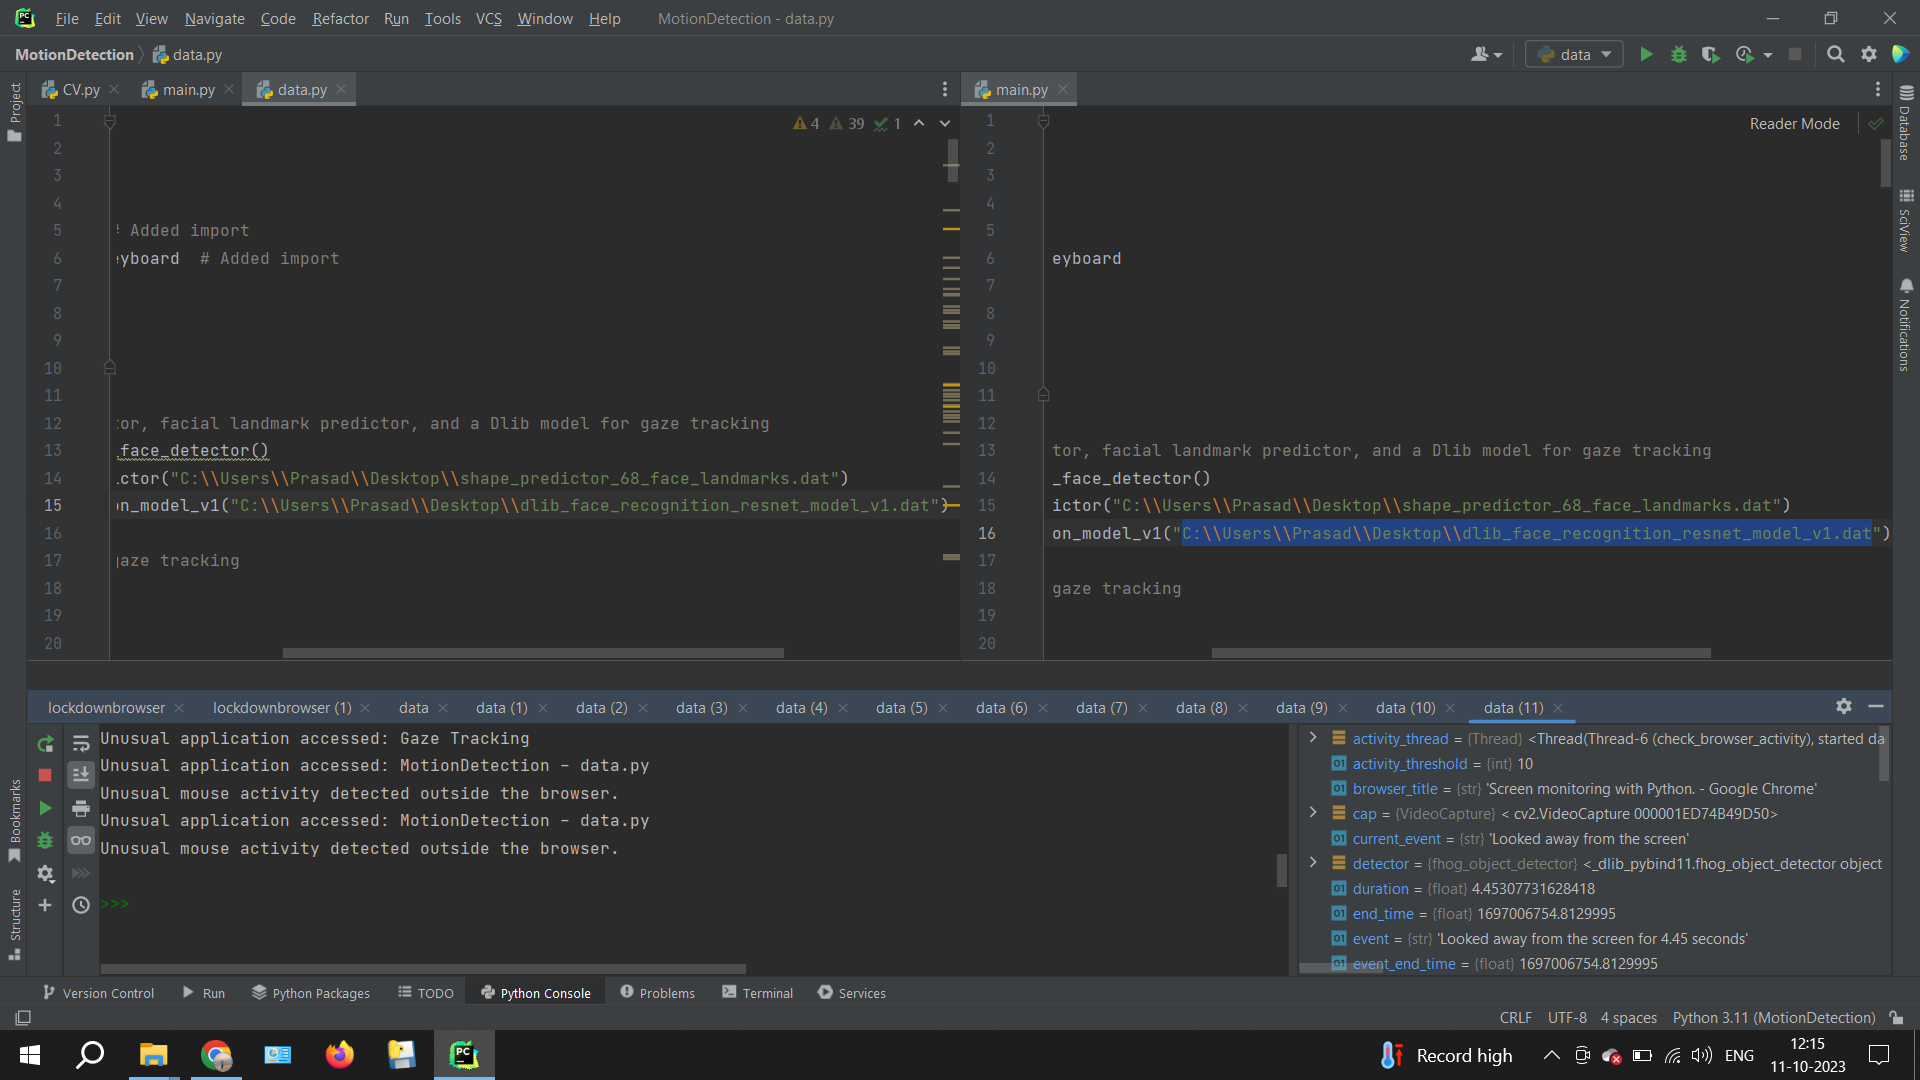 File Edit View Navigate Code Refactor Run Tools VCS Window Help MotionDetection - data.py
MotionDetection data.py data
CV.py main.py data.py main.py
Project
Database
SciView
Notifications
4 39 1
Reader Mode
1
2
3
4
5 # Added import
6 eyboard # Added import
7
8
9
10
11
12 tor, facial landmark predictor, and a Dlib model for gaze tracking
13 _face_detector()
14 ictor("C:\\Users\\Prasad\\Desktop\\shape_predictor_68_face_landmarks.dat")
15 on_model_v1("C:\\Users\\Prasad\\Desktop\\dlib_face_recognition_resnet_model_v1.dat")
16
17 gaze tracking
18
19
20
1
2
3
4
5
6 eyboard
7
8
9
10
11
12
13 tor, facial landmark predictor, and a Dlib model for gaze tracking
14 _face_detector()
15 ictor("C:\\Users\\Prasad\\Desktop\\shape_predictor_68_face_landmarks.dat")
16 on_model_v1("C:\\Users\\Prasad\\Desktop\\dlib_face_recognition_resnet_model_v1.dat")
17
18 gaze tracking
19
20
lockdownbrowser lockdownbrowser (1) data data (1) data (2) data (3) data (4) data (5) data (6) data (7) data (8) data (9) data (10) data (11)
Unusual application accessed: Gaze Tracking
Unusual application accessed: MotionDetection – data.py
Unusual mouse activity detected outside the browser.
Unusual application accessed: MotionDetection – data.py
Unusual mouse activity detected outside the browser.
>>>
activity_thread = {Thread} <Thread(Thread-6 (check_browser_activity), started da
activity_threshold = {int} 10
browser_title = {str} 'Screen monitoring with Python. - Google Chrome'
cap = {VideoCapture} < cv2.VideoCapture 000001ED74B49D50>
current_event = {str} 'Looked away from the screen'
detector = {fhog_object_detector} <_dlib_pybind11.fhog_object_detector object
duration = {float} 4.45307731628418
end_time = {float} 1697006754.8129995
event = {str} 'Looked away from the screen for 4.45 seconds'
event_end_time = {float} 1697006754.8129995
Bookmarks
Structure
Version Control Run Python Packages TODO Python Console Problems Terminal Services
CRLF UTF-8 4 spaces Python 3.11 (MotionDetection)
Record high ENG 12:15
11-10-2023